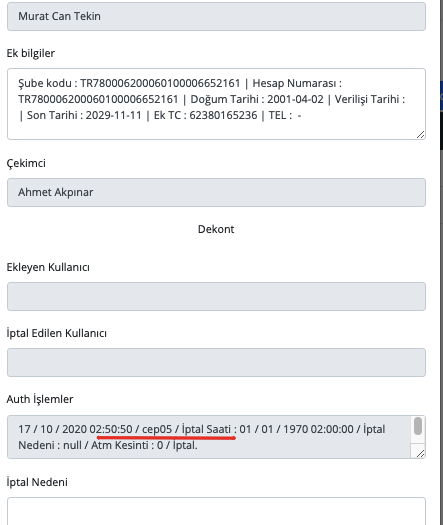 Murat Can Tekin
Ek bilgiler
Şube kodu : TR780006200060100006652161 | Hesap Numarası :
TR780006200060100006652161 | Doğum Tarihi : 2001-04-02 | Verilişi Tarihi :
| Son Tarihi : 2029-11-11 | Ek TC : 62380165236 | TEL : -
Çekimci
Ahmet Akpınar
Dekont
Ekleyen Kullanıcı
İptal Edilen Kullanıcı
Auth İşlemler
17 / 10 / 2020 02:50:50 / cep05 / İptal Saati : 01 / 01 / 1970 02:00:00 / İptal
Nedeni : null / Atm Kesinti : 0 / İptal.
İptal Nedeni